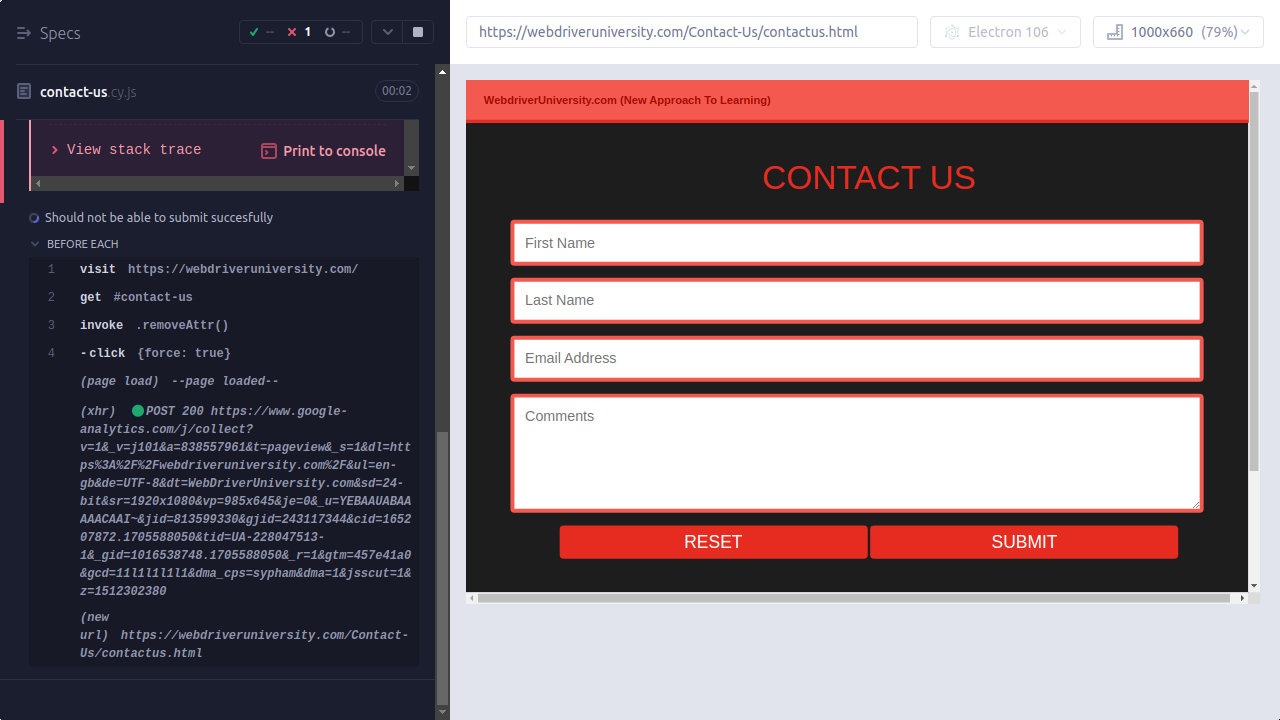 Specs
-- 1 --
contact-us.cy.js
00:02
View stack trace
Print to console
Should not be able to submit succesfully
BEFORE EACH
1 visit https://webdriveruniversity.com/
2 get #contact-us
3 invoke .removeAttr()
4 -click {force: true}
(page load) --page loaded--
(xhr) POST 200 https://www.google-
analytics.com/j/collect?
v=1&_v=j101&a=838557961&t=pageview&_s=1&dl=htt
ps%3A%2F%2Fwebdriveruniversity.com%2F&ul=en-
gb&de=UTF-8&dt=WebDriverUniversity.com&sd=24-
bit&sr=1920x1080&vp=985x645&je=0&_u=YEBAAUABAA
AAACAAI~&jid=813599330&gjid=243117344&cid=1652
07872.1705588050&tid=UA-228047513-
1&_gid=1016538748.1705588050&_r=1&gtm=457e41a0
&gcd=11l1l1l1l1&dma_cps=sypham&dma=1&jsscut=1&
z=1512302380
(new
url) https://webdriveruniversity.com/Contact-
Us/contactus.html
https://webdriveruniversity.com/Contact-Us/contactus.html
Electron 106
1000x660 (79%)
WebdriverUniversity.com (New Approach To Learning)
CONTACT US
First Name
Last Name
Email Address
Comments
RESET
SUBMIT